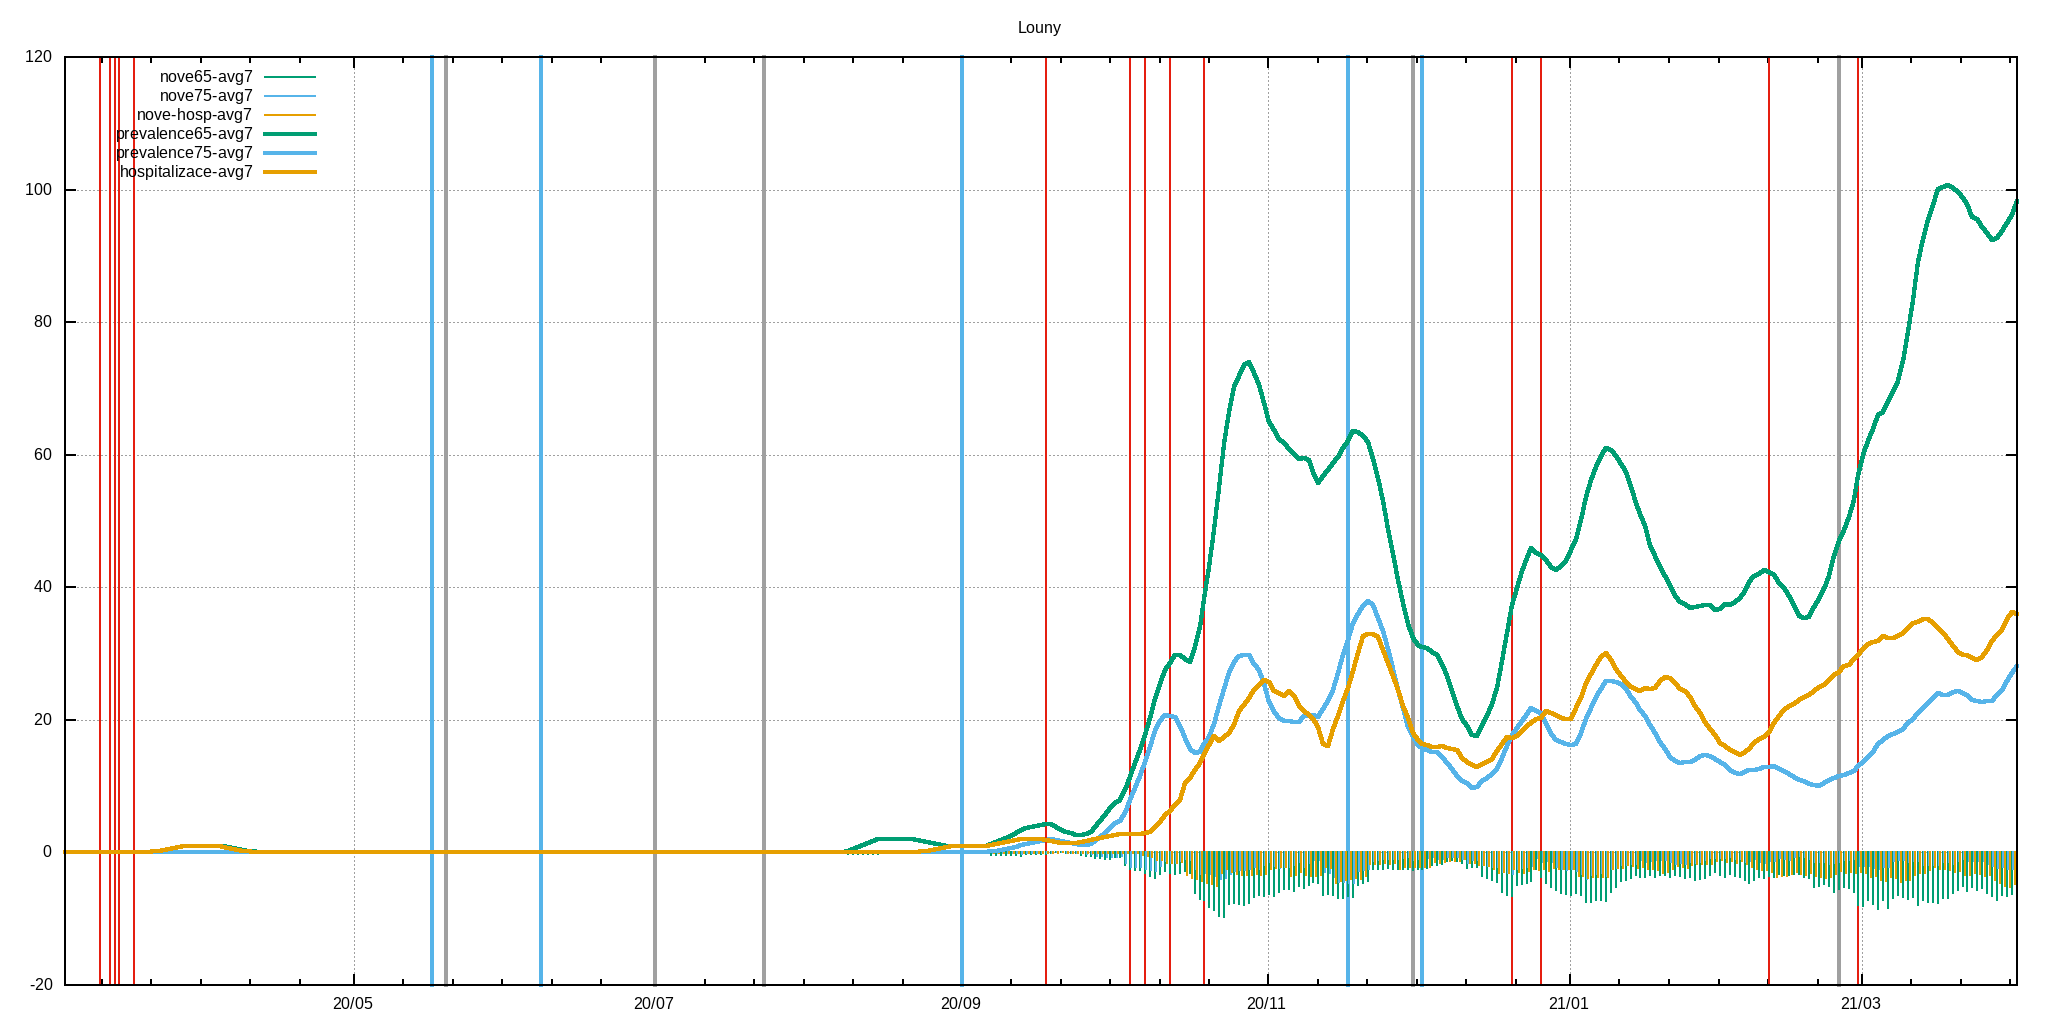 Louny
120
nove65-avg7
nove75-avg7
nove-hosp-avg7
prevalence65-avg7
prevalence75-avg7
hospitalizace-avg7
100
80
60
40
20
0
-20
20/05 20/07 20/09 20/11 21/01 21/03